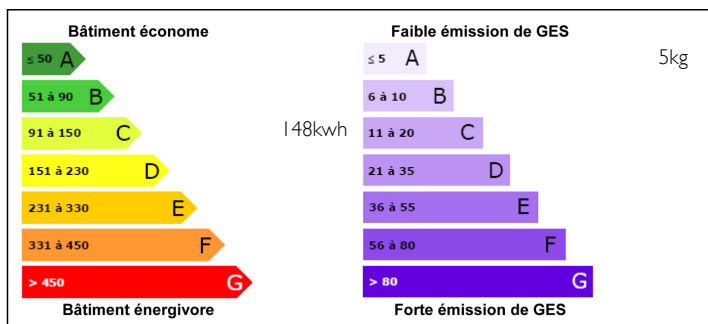 Bâtiment économe
≤ 50 A
51 à 90 B
91 à 150 C
148kwh
151 à 230 D
231 à 330 E
331 à 450 F
> 450 G
Bâtiment énergivore
Faible émission de GES
≤ 5 A
5kg
6 à 10 B
11 à 20 C
21 à 35 D
36 à 55 E
56 à 80 F
> 80 G
Forte émission de GES